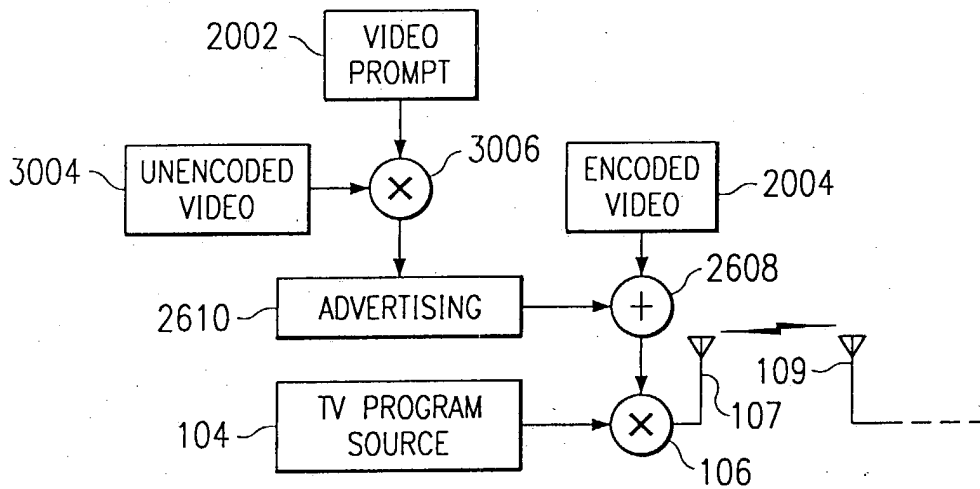 2002
VIDEO
PROMPT
3004
UNENCODED
VIDEO
×
3006
ENCODED
VIDEO
2004
2610
ADVERTISING
+
2608
104
TV PROGRAM
SOURCE
×
106
107
109